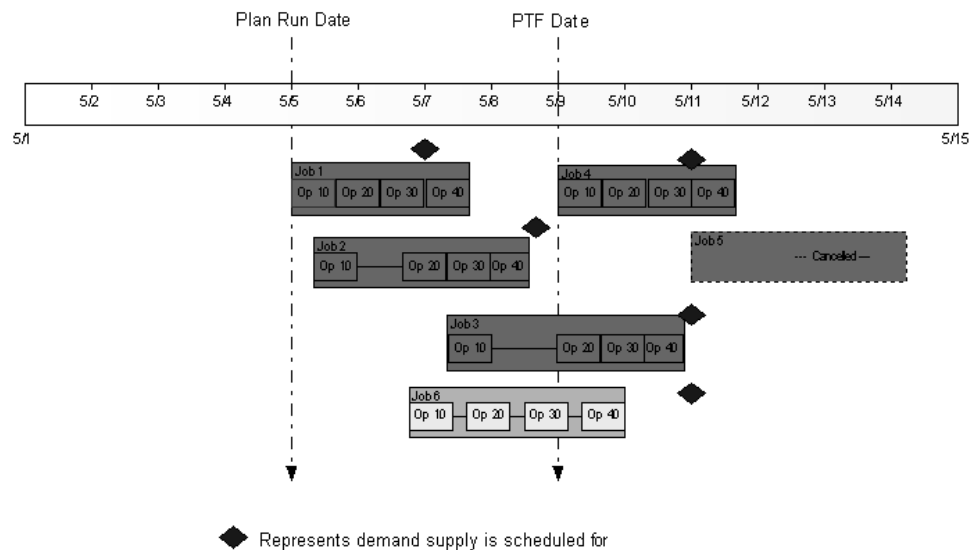 Plan Run Date PTF Date
5/2 5/3 5/4 5/5 5/6 5/7 5/8 5/9 5/10 5/11 5/12 5/13 5/14
5/1 5/15
Job 1 Job 4
Op 10 Op 20 Op 30 Op 40 Op 10 Op 20 Op 30 Op 40
Job 2 Job 5
--- Cancelled ---
Op 10 Op 20 Op 30 Op 40
Job 3
Op 10 Op 20 Op 30 Op 40
Job 6
Op 10 Op 20 Op 30 Op 40
Represents demand supply is scheduled for